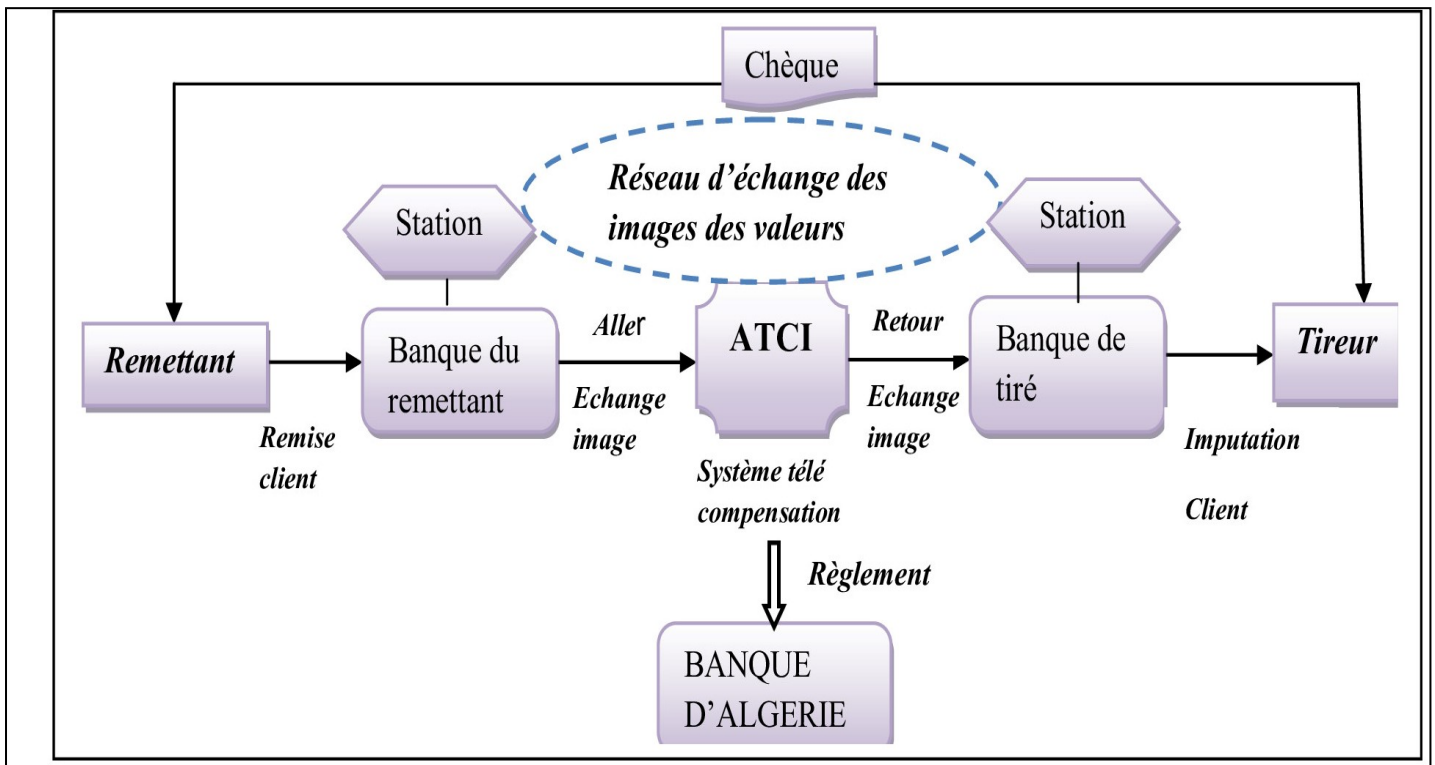 Chèque
Réseau d’échange des
images des valeurs
Station
Station
Remettant
Banque du
remettant
Aller
Echange
image
ATCI
Retour
Echange
image
Banque de
tiré
Tireur
Remise
client
Système télé
compensation
Imputation
Client
Règlement
BANQUE
D’ALGERIE